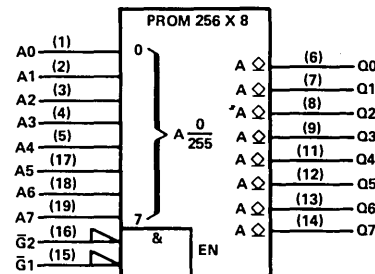 PROM 256 X 8
A0 (1) 0
A1 (2)
A2 (3)
A3 (4)
A4 (5)
A5 (17)
A6 (18)
A7 (19) 7
A 0/255
G̅2 (16) &
G̅1 (15) EN
A (6) Q0
A (7) Q1
A (8) Q2
A (9) Q3
A (11) Q4
A (12) Q5
A (13) Q6
A (14) Q7